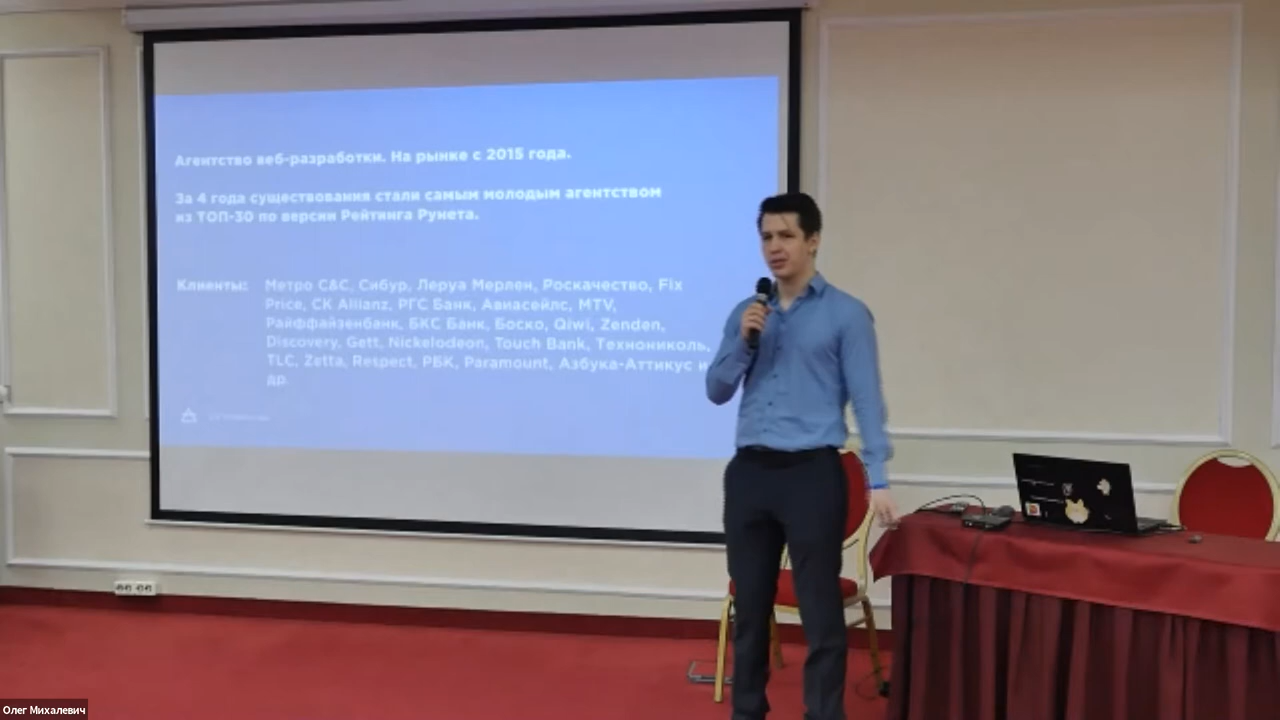 Агентство веб-разработки. На рынке с 2015 года.
За 4 года существования стали самым молодым агентством
из ТОП-30 по версии Рейтинга Рунета.
Клиенты: Метро C&C, Сибур, Леруа Мерлен, Роскачество, Fix
Price, СК Allianz, РГС Банк, Авиасейлс, MTV,
Райффайзенбанк, БКС Банк, Боско, Qiwi, Zenden,
Discovery, Gett, Nickelodeon, Touch Bank, Технониколь,
TLC, Zetta, Respect, РБК, Paramount, Азбука-Аттикус и
др.
Олег Михалевич